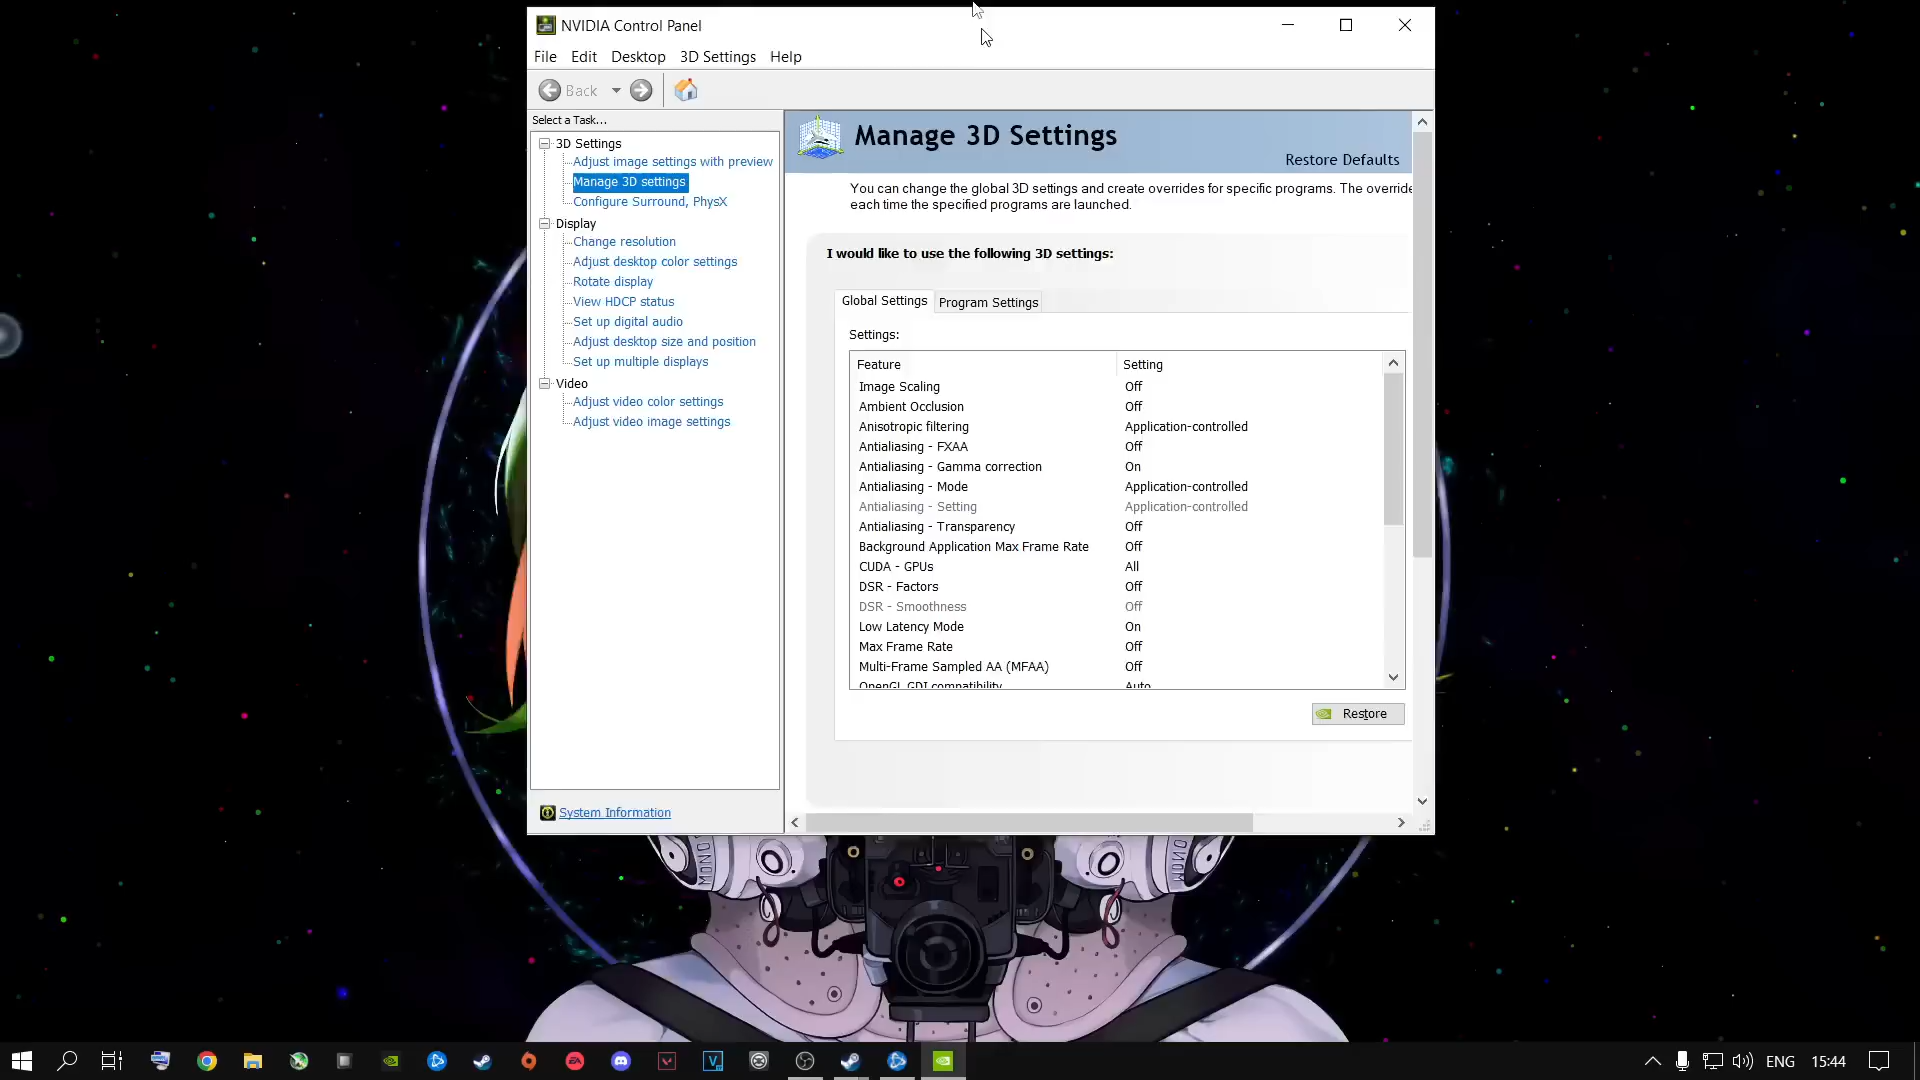 NVIDIA Control Panel
File Edit Desktop 3D Settings Help
Back
Select a Task...
3D Settings
Adjust image settings with preview
Manage 3D settings
Configure Surround, PhysX
Display
Change resolution
Adjust desktop color settings
Rotate display
View HDCP status
Set up digital audio
Adjust desktop size and position
Set up multiple displays
Video
Adjust video color settings
Adjust video image settings
System Information
Manage 3D Settings
Restore Defaults
You can change the global 3D settings and create overrides for specific programs. The override
each time the specified programs are launched.
I would like to use the following 3D settings:
Global Settings Program Settings
Settings:
Feature Setting
Image Scaling Off
Ambient Occlusion Off
Anisotropic filtering Application-controlled
Antialiasing - FXAA Off
Antialiasing - Gamma correction On
Antialiasing - Mode Application-controlled
Antialiasing - Setting Application-controlled
Antialiasing - Transparency Off
Background Application Max Frame Rate Off
CUDA - GPUs All
DSR - Factors Off
DSR - Smoothness Off
Low Latency Mode On
Max Frame Rate Off
Multi-Frame Sampled AA (MFAA) Off
OpenGL GDI compatibility Auto
Restore
ENG 15:44